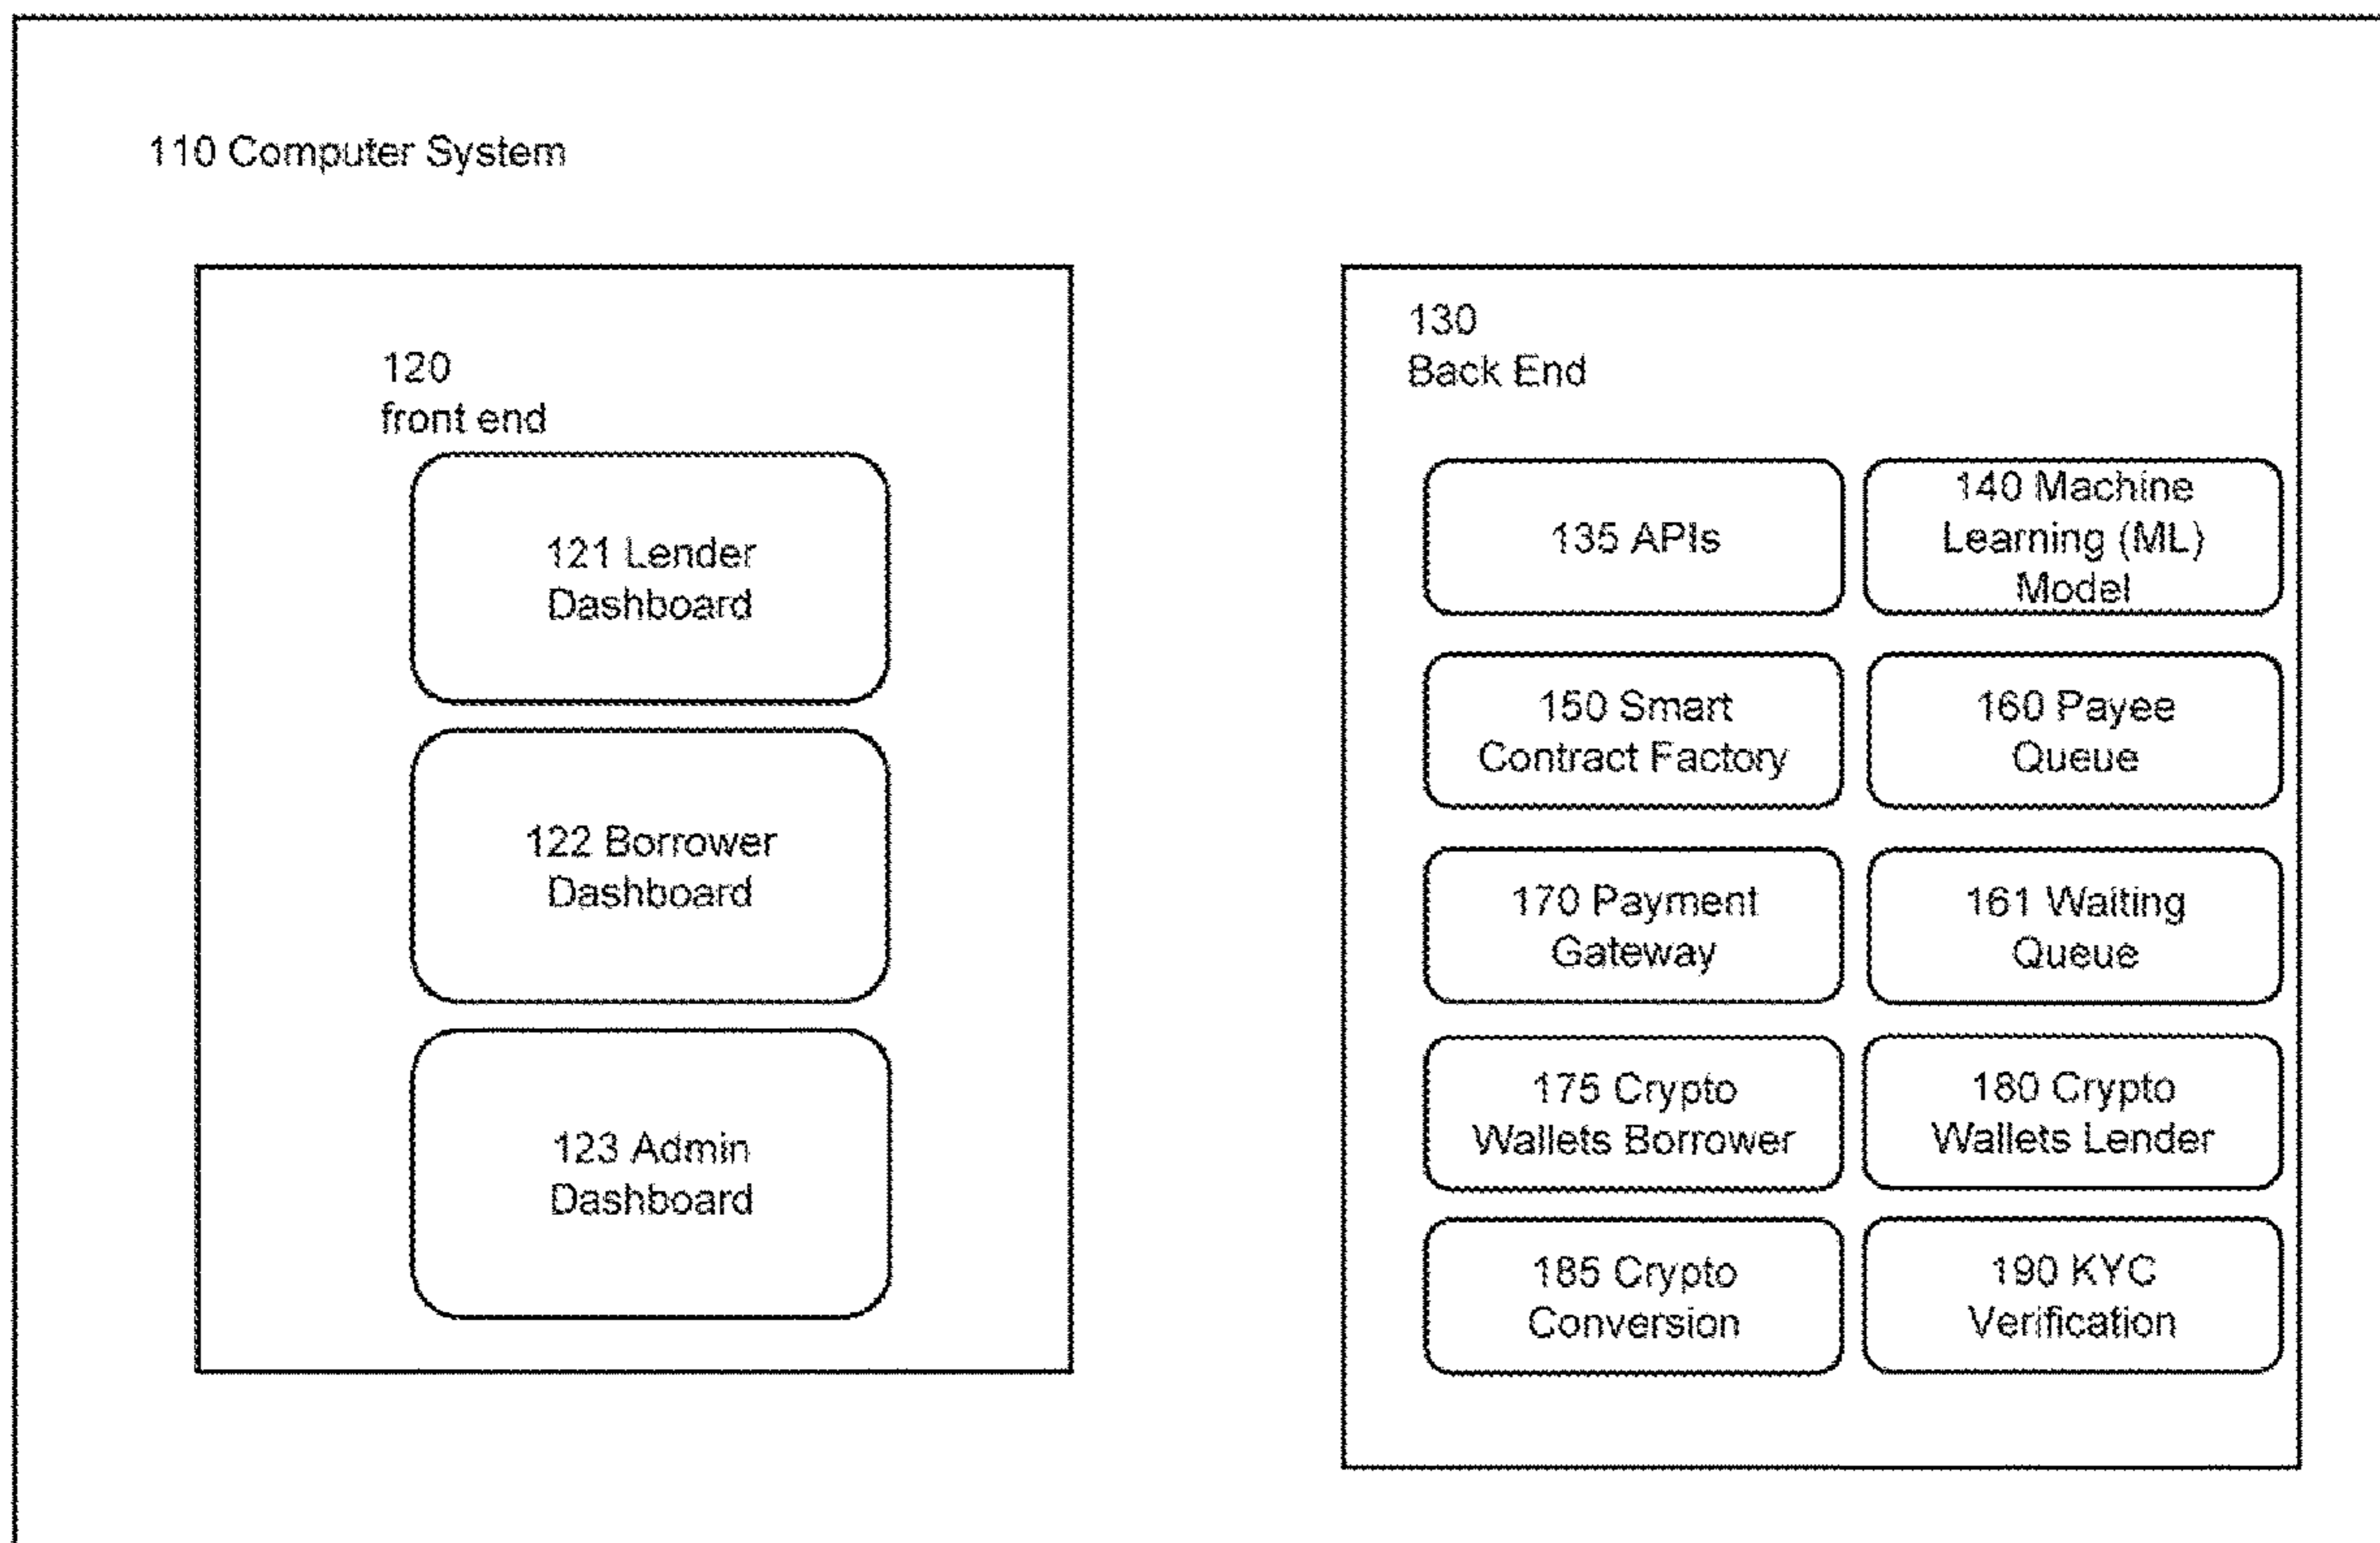 110 Computer System
120
front end
121 Lender
Dashboard
122 Borrower
Dashboard
123 Admin
Dashboard
130
Back End
135 APIs
140 Machine
Learning (ML)
Model
150 Smart
Contract Factory
160 Payee
Queue
170 Payment
Gateway
161 Waiting
Queue
175 Crypto
Wallets Borrower
180 Crypto
Wallets Lender
185 Crypto
Conversion
190 KYC
Verification